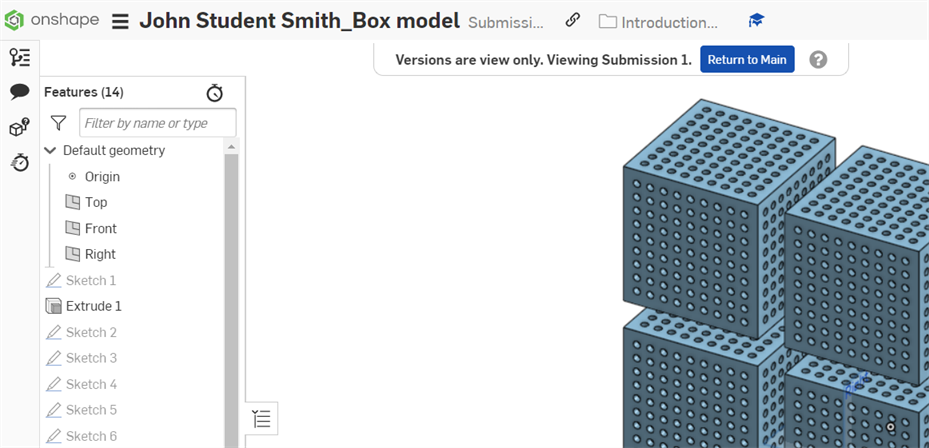 onshape John Student Smith_Box model Submissi... Introduction...
Versions are view only. Viewing Submission 1. Return to Main ?
Features (14)
Filter by name or type
Default geometry
Origin
Top
Front
Right
Sketch 1
Extrude 1
Sketch 2
Sketch 3
Sketch 4
Sketch 5
Sketch 6